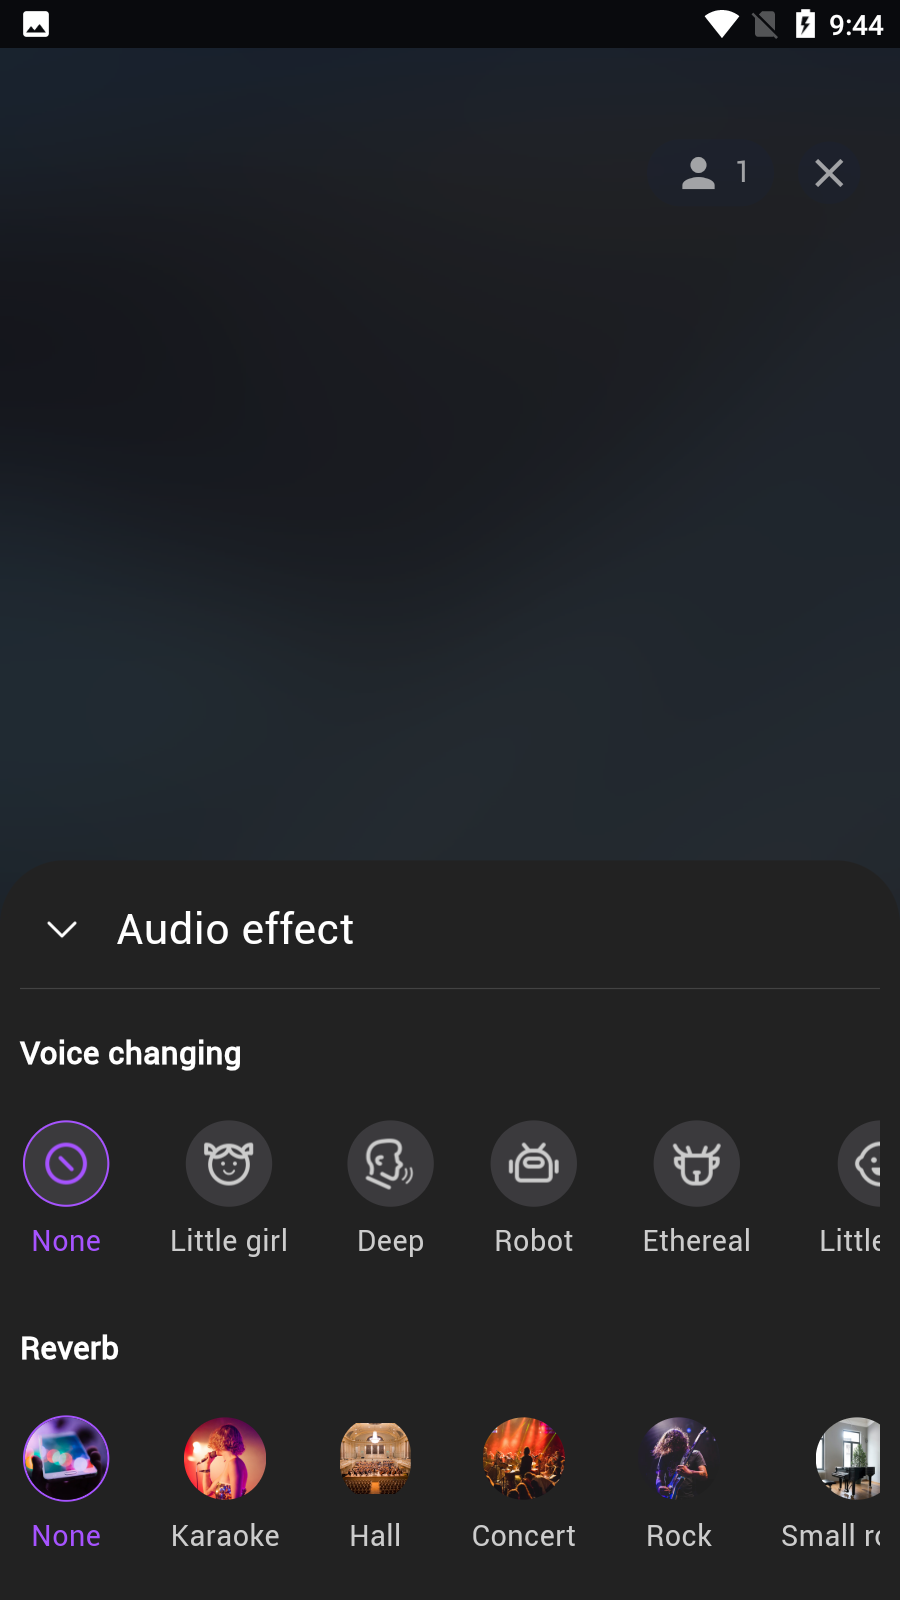 9:44
1
Audio effect
Voice changing
None Little girl Deep Robot Ethereal Little
Reverb
None Karaoke Hall Concert Rock Small